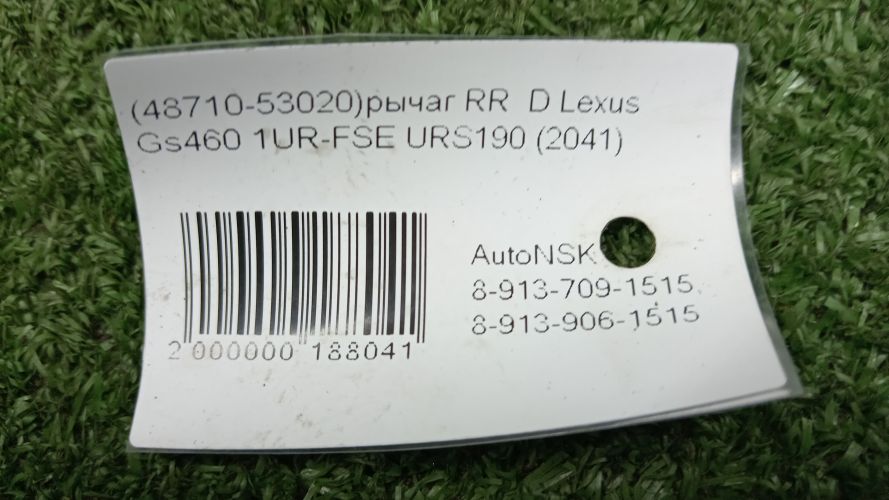 (48710-53020)рычаг RR D Lexus
Gs460 1UR-FSE URS190 (2041)
AutoNSK
8-913-709-1515
8-913-906-1515
2 000000 188041